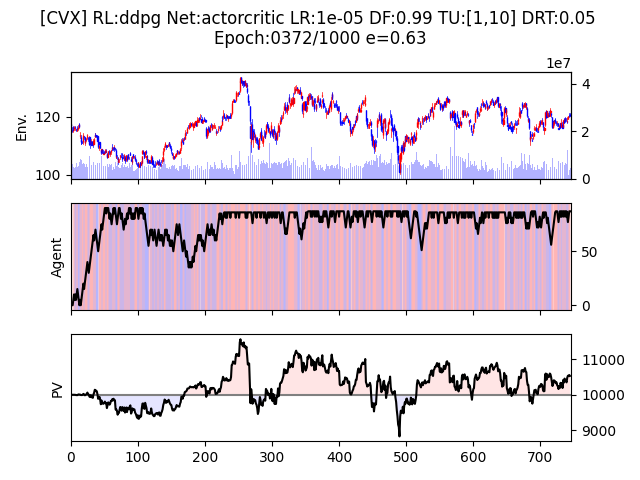 [CVX] RL:ddpg Net:actorcritic LR:1e-05 DF:0.99 TU:[1,10] DRT:0.05
Epoch:0372/1000 e=0.63
1e7
Env.
120
100
4
2
0
Agent
50
0
PV
11000
10000
9000
0 100 200 300 400 500 600 700